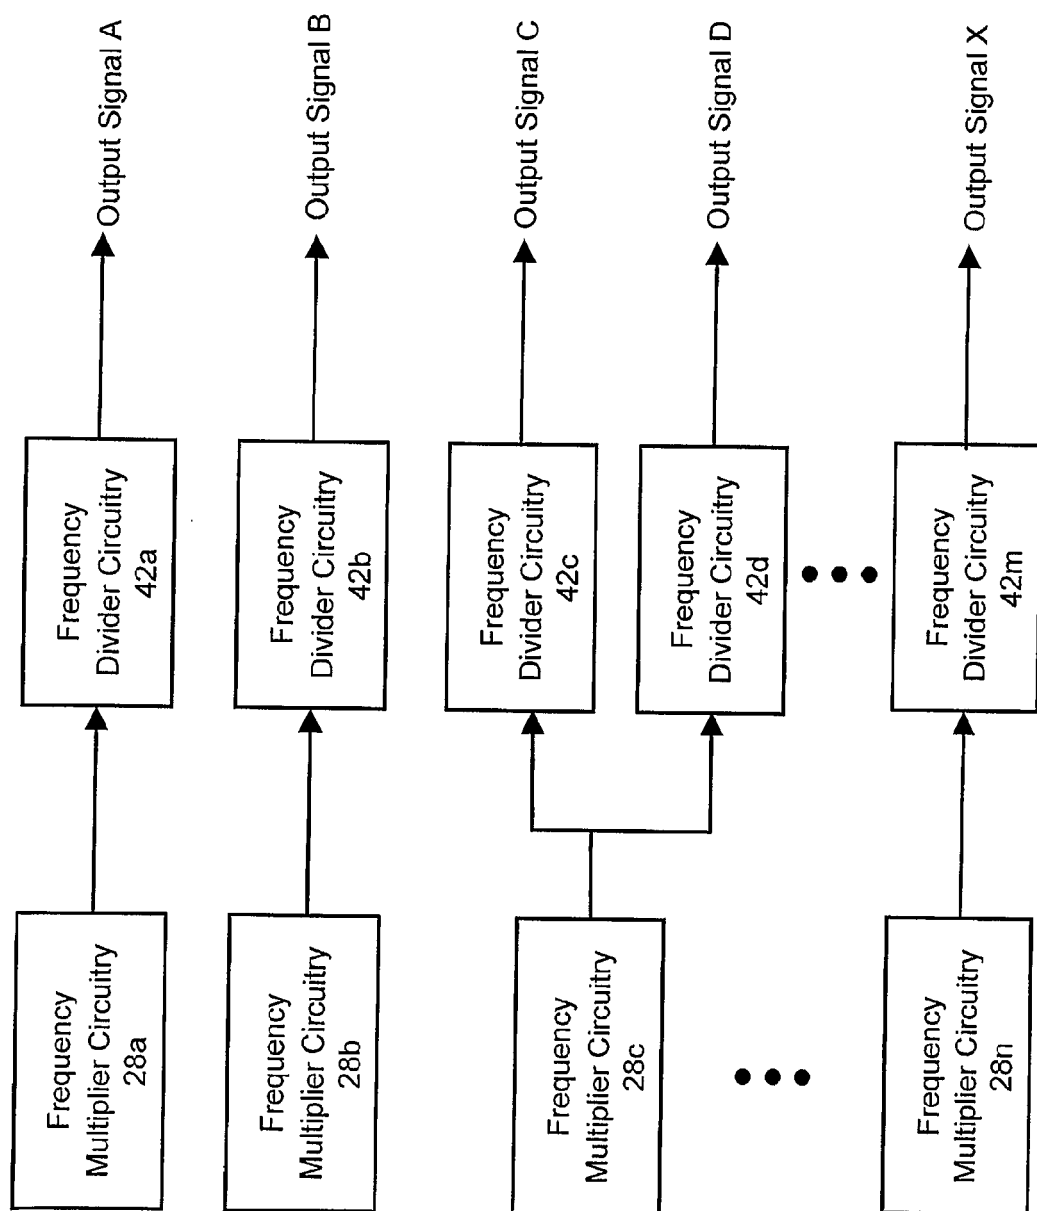 Frequency
Multiplier Circuitry
28a
Frequency
Divider Circuitry
42a
Output Signal A
Frequency
Multiplier Circuitry
28b
Frequency
Divider Circuitry
42b
Output Signal B
Frequency
Multiplier Circuitry
28c
Frequency
Divider Circuitry
42c
Output Signal C
Frequency
Divider Circuitry
42d
Output Signal D
Frequency
Multiplier Circuitry
28n
Frequency
Divider Circuitry
42m
Output Signal X